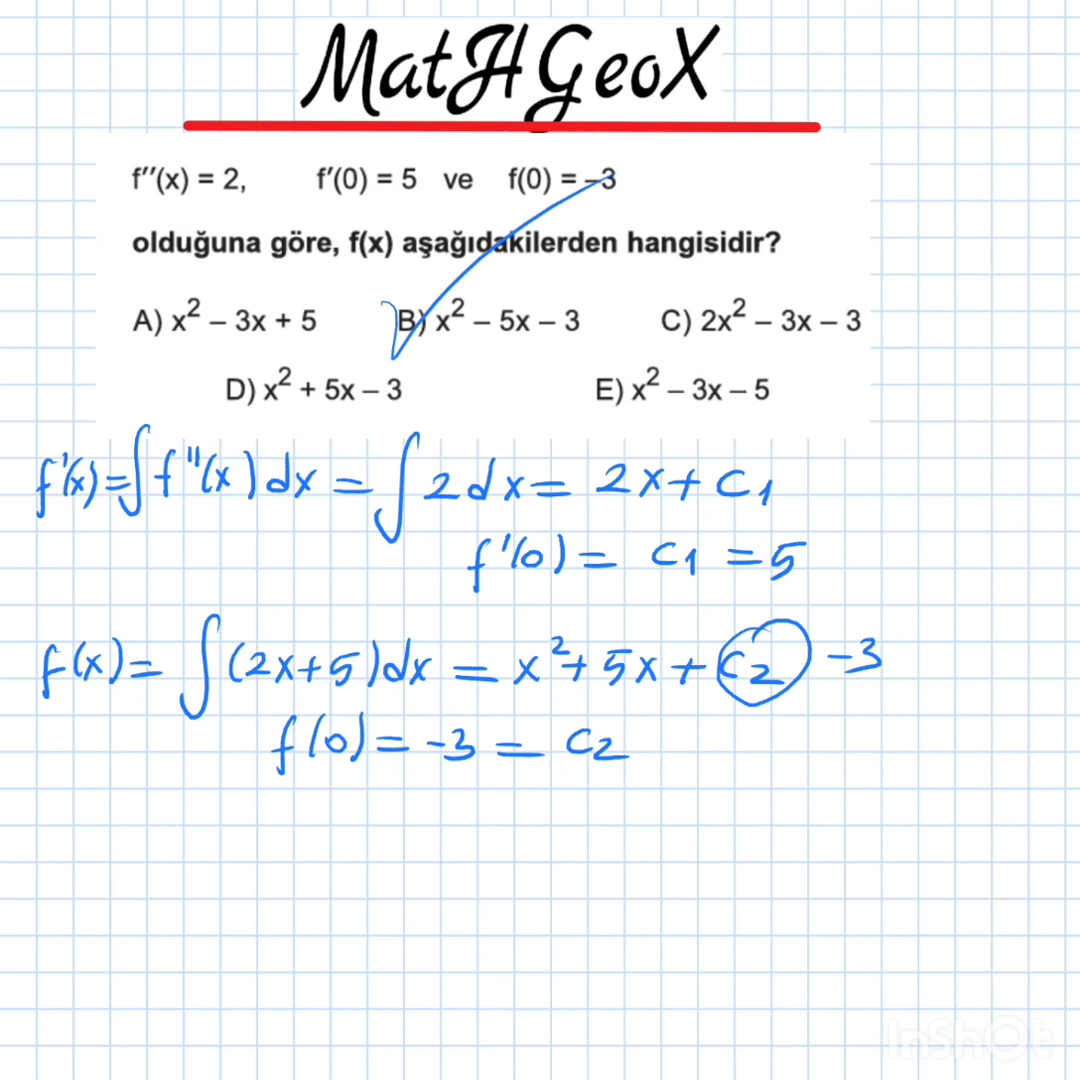 MatHGeoX
f''(x) = 2, f'(0) = 5 ve f(0) = –3
olduğuna göre, f(x) aşağıdakilerden hangisidir?
A) x² – 3x + 5 B) x² – 5x – 3 C) 2x² – 3x – 3
D) x² + 5x – 3 E) x² – 3x – 5
f'(x) = ∫ f''(x) dx = ∫ 2 dx = 2x + C₁
f'(0) = C₁ = 5
f(x) = ∫ (2x+5) dx = x² + 5x + C₂ -3
f(0) = -3 = C₂
InShOt